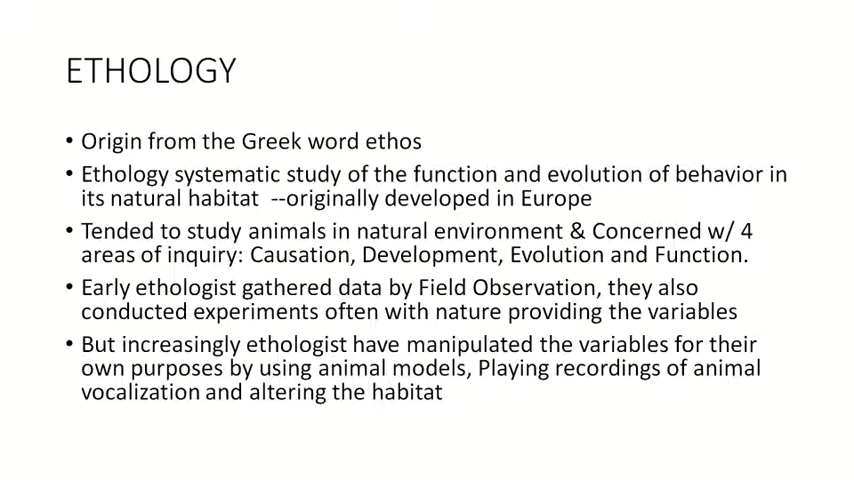 ETHOLOGY
• Origin from the Greek word ethos
• Ethology systematic study of the function and evolution of behavior in
its natural habitat --originally developed in Europe
• Tended to study animals in natural environment & Concerned w/ 4
areas of inquiry: Causation, Development, Evolution and Function.
• Early ethologist gathered data by Field Observation, they also
conducted experiments often with nature providing the variables
• But increasingly ethologist have manipulated the variables for their
own purposes by using animal models, Playing recordings of animal
vocalization and altering the habitat